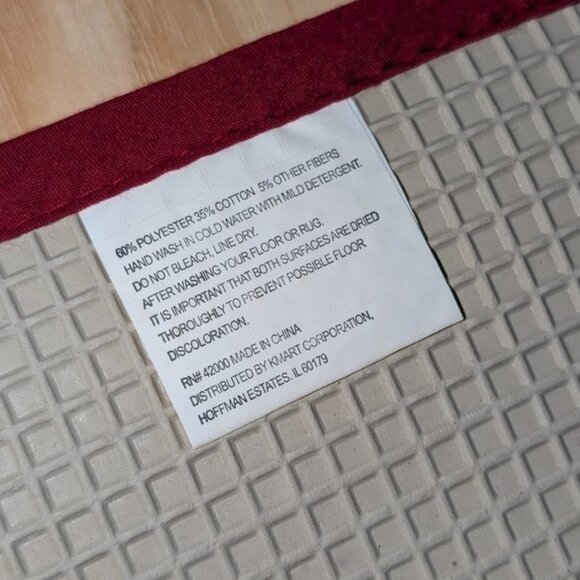 60% POLYESTER 35% COTTON 5% OTHER FIBERS
HAND WASH IN COLD WATER WITH MILD DETERGENT.
DO NOT BLEACH, LINE DRY.
AFTER WASHING YOUR FLOOR OR RUG.
IT IS IMPORTANT THAT BOTH SURFACES ARE DRIED
THOROUGHLY TO PREVENT POSSIBLE FLOOR
DISCOLORATION.
RN# 42000 MADE IN CHINA
DISTRIBUTED BY KMART CORPORATION,
HOFFMAN ESTATES, IL 60179